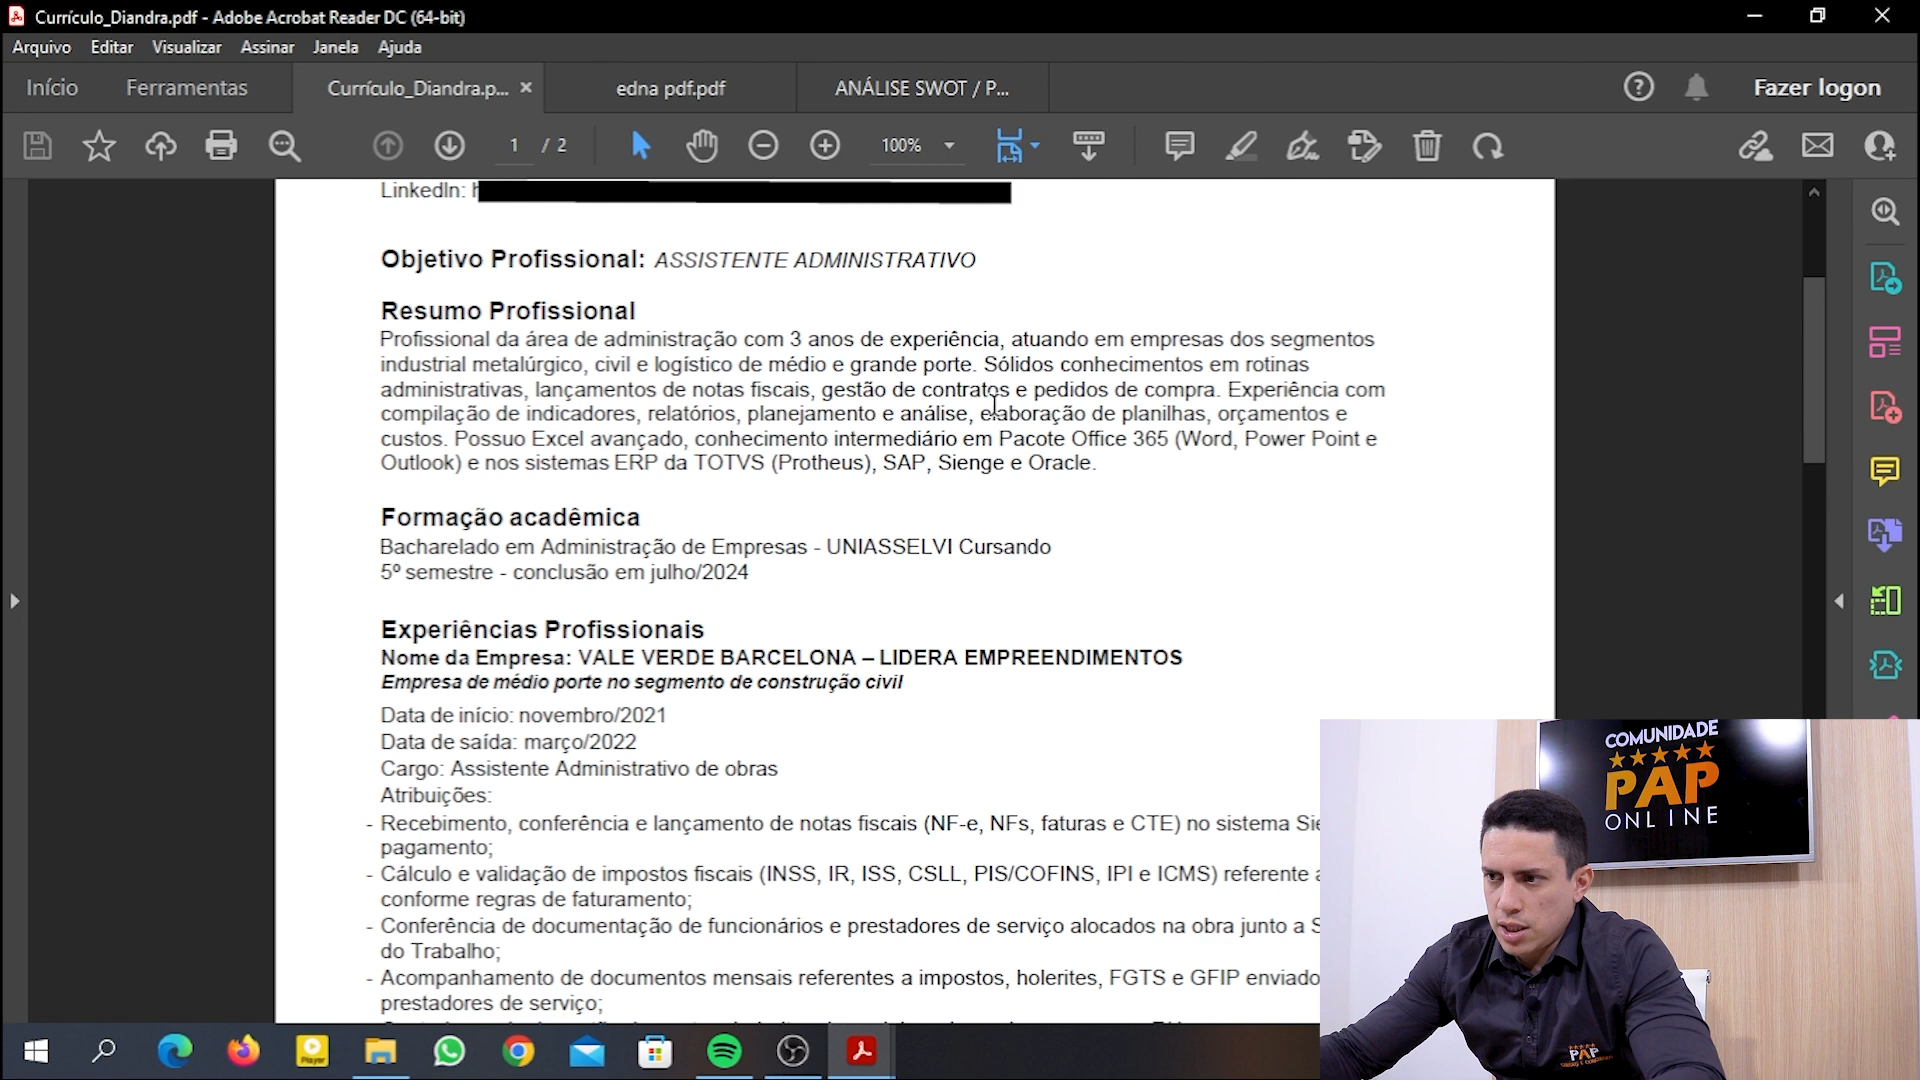 Currículo_Diandra.pdf - Adobe Acrobat Reader DC (64-bit)
Arquivo Editar Visualizar Assinar Janela Ajuda
Início Ferramentas Currículo_Diandra.p... × edna pdf.pdf ANÁLISE SWOT / P... Fazer logon
1 / 2 100%
LinkedIn: h
Objetivo Profissional: ASSISTENTE ADMINISTRATIVO
Resumo Profissional
Profissional da área de administração com 3 anos de experiência, atuando em empresas dos segmentos
industrial metalúrgico, civil e logístico de médio e grande porte. Sólidos conhecimentos em rotinas
administrativas, lançamentos de notas fiscais, gestão de contratos e pedidos de compra. Experiência com
compilação de indicadores, relatórios, planejamento e análise, elaboração de planilhas, orçamentos e
custos. Possuo Excel avançado, conhecimento intermediário em Pacote Office 365 (Word, Power Point e
Outlook) e nos sistemas ERP da TOTVS (Protheus), SAP, Sienge e Oracle.
Formação acadêmica
Bacharelado em Administração de Empresas - UNIASSELVI Cursando
5º semestre - conclusão em julho/2024
Experiências Profissionais
Nome da Empresa: VALE VERDE BARCELONA – LIDERA EMPREENDIMENTOS
Empresa de médio porte no segmento de construção civil
Data de início: novembro/2021
Data de saída: março/2022
Cargo: Assistente Administrativo de obras
Atribuições:
- Recebimento, conferência e lançamento de notas fiscais (NF-e, NFs, faturas e CTE) no sistema Sie
pagamento;
- Cálculo e validação de impostos fiscais (INSS, IR, ISS, CSLL, PIS/COFINS, IPI e ICMS) referente a
conforme regras de faturamento;
- Conferência de documentação de funcionários e prestadores de serviço alocados na obra junto a S
do Trabalho;
- Acompanhamento de documentos mensais referentes a impostos, holerites, FGTS e GFIP enviado
prestadores de serviço;
COMUNIDADE
PAP
ONLINE
PAP
Player